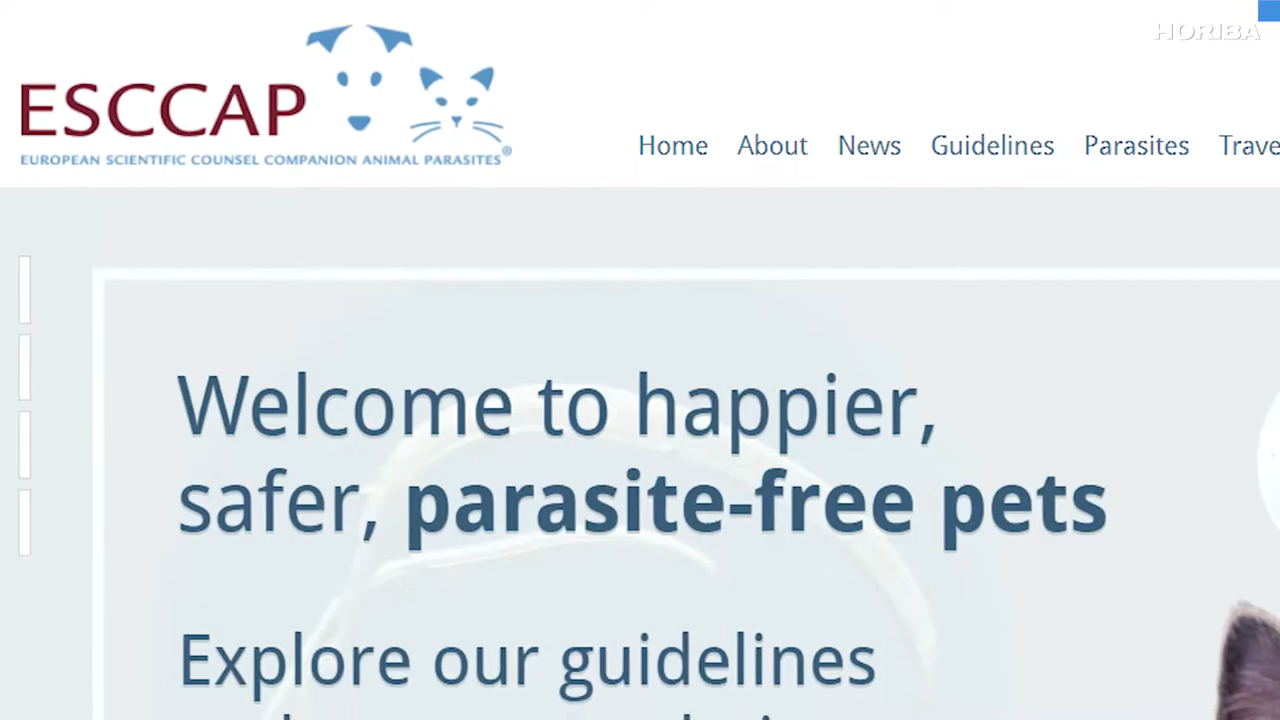 HORIBA
ESCCAP
EUROPEAN SCIENTIFIC COUNSEL COMPANION ANIMAL PARASITES®
Home About News Guidelines Parasites Trave
Welcome to happier,
safer, parasite-free pets
Explore our guidelines